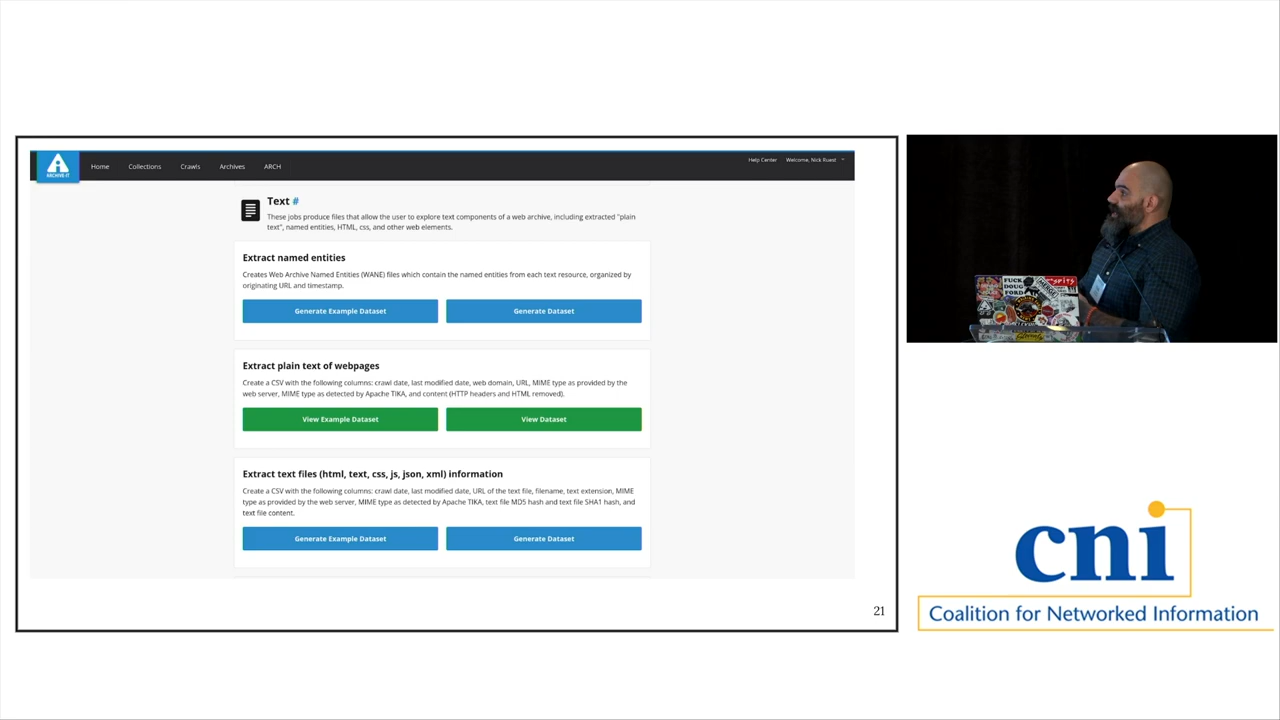 ARCHIVE-IT
Home
Collections
Crawls
Archives
ARCH
Help Center
Welcome, Nick Ruest
Text #
These jobs produce files that allow the user to explore text components of a web archive, including extracted "plain
text", named entities, HTML, css, and other web elements.
Extract named entities
Creates Web Archive Named Entities (WANE) files which contain the named entities from each text resource, organized by
originating URL and timestamp.
Generate Example Dataset
Generate Dataset
Extract plain text of webpages
Create a CSV with the following columns: crawl date, last modified date, web domain, URL, MIME type as provided by the
web server, MIME type as detected by Apache TIKA, and content (HTTP headers and HTML removed).
View Example Dataset
View Dataset
Extract text files (html, text, css, js, json, xml) information
Create a CSV with the following columns: crawl date, last modified date, URL of the text file, filename, text extension, MIME
type as provided by the web server, MIME type as detected by Apache TIKA, text file MD5 hash and text file SHA1 hash, and
text file content.
Generate Example Dataset
Generate Dataset
21
FUCK
DOUG
FORD
cni
Coalition for Networked Information